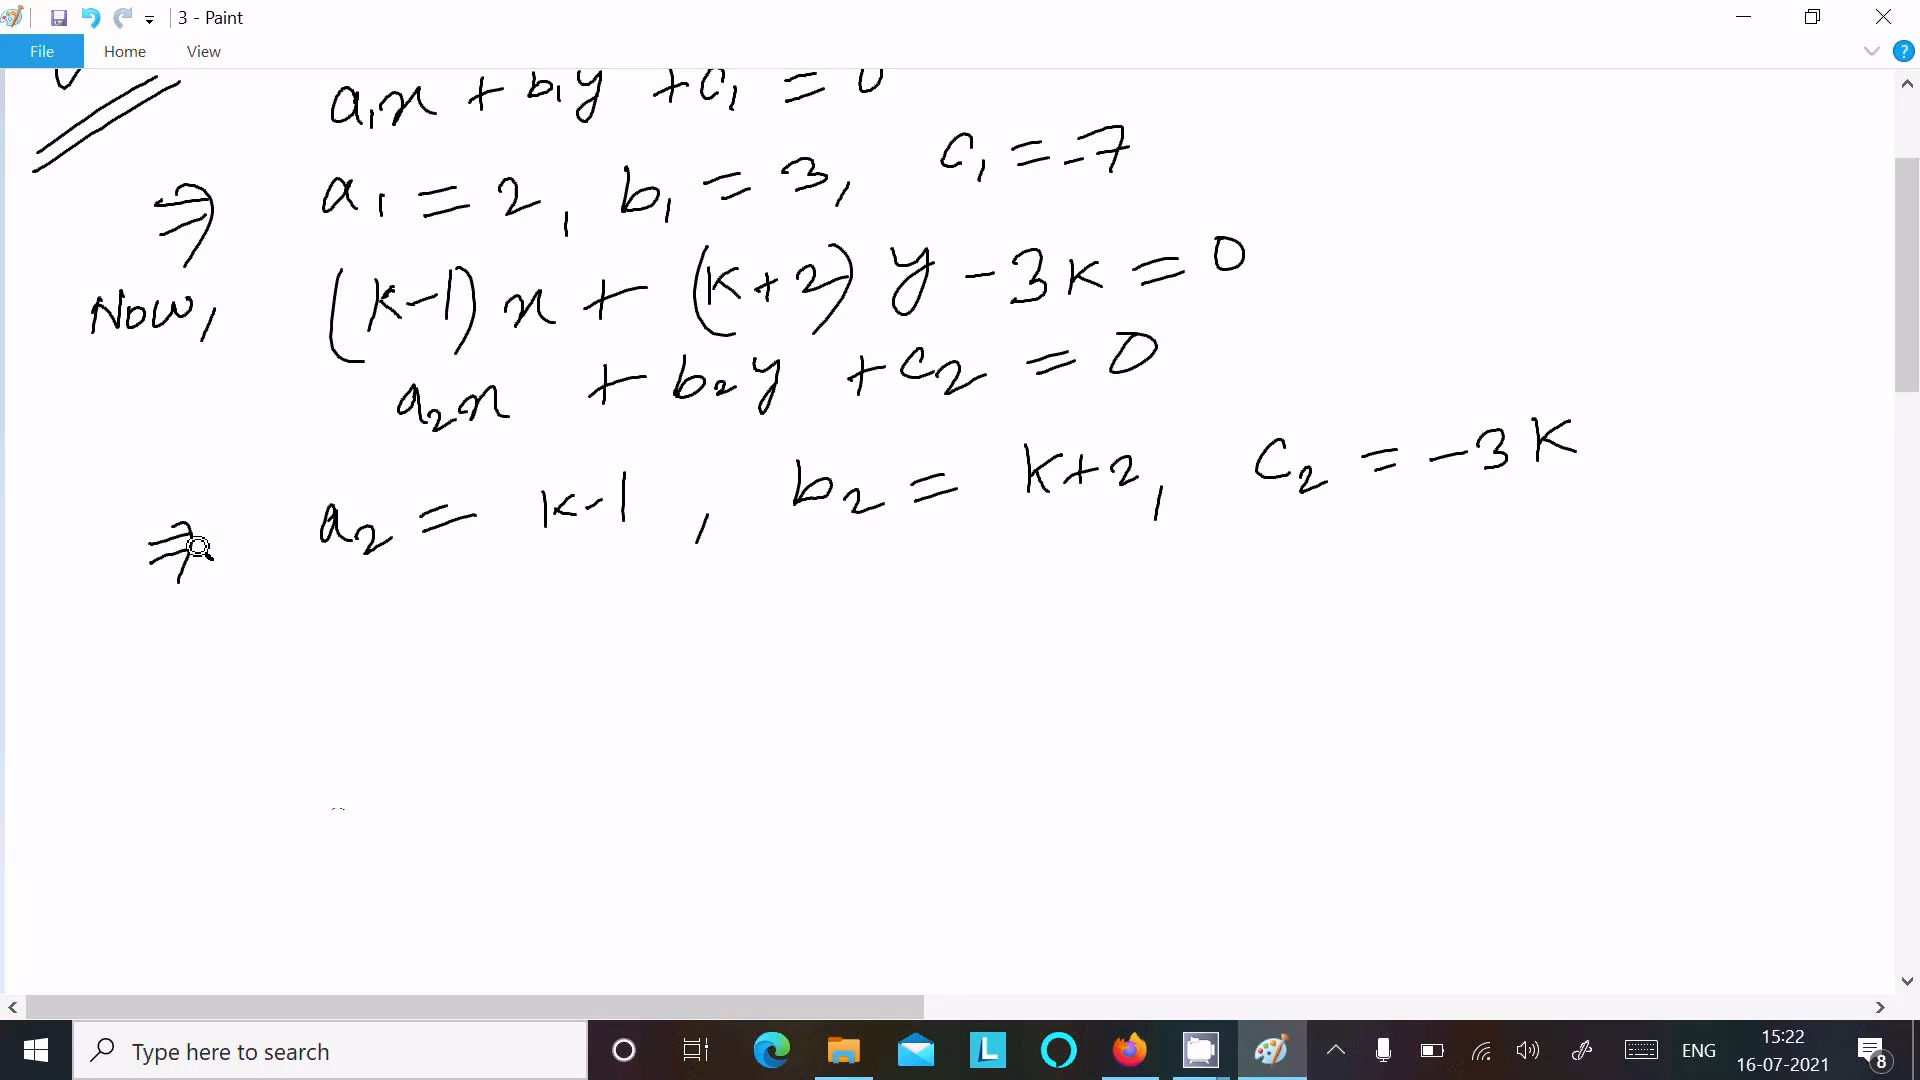 3 - Paint
File Home View
a₁x + b₁y + c₁ = 0
⇒ a₁ = 2, b₁ = 3, c₁ = -7
Now, (k-1)x + (k+2)y - 3k = 0
a₂x + b₂y + c₂ = 0
⇒ a₂ = k-1, b₂ = k+2, c₂ = -3k
Type here to search
ENG
15:22
16-07-2021
8